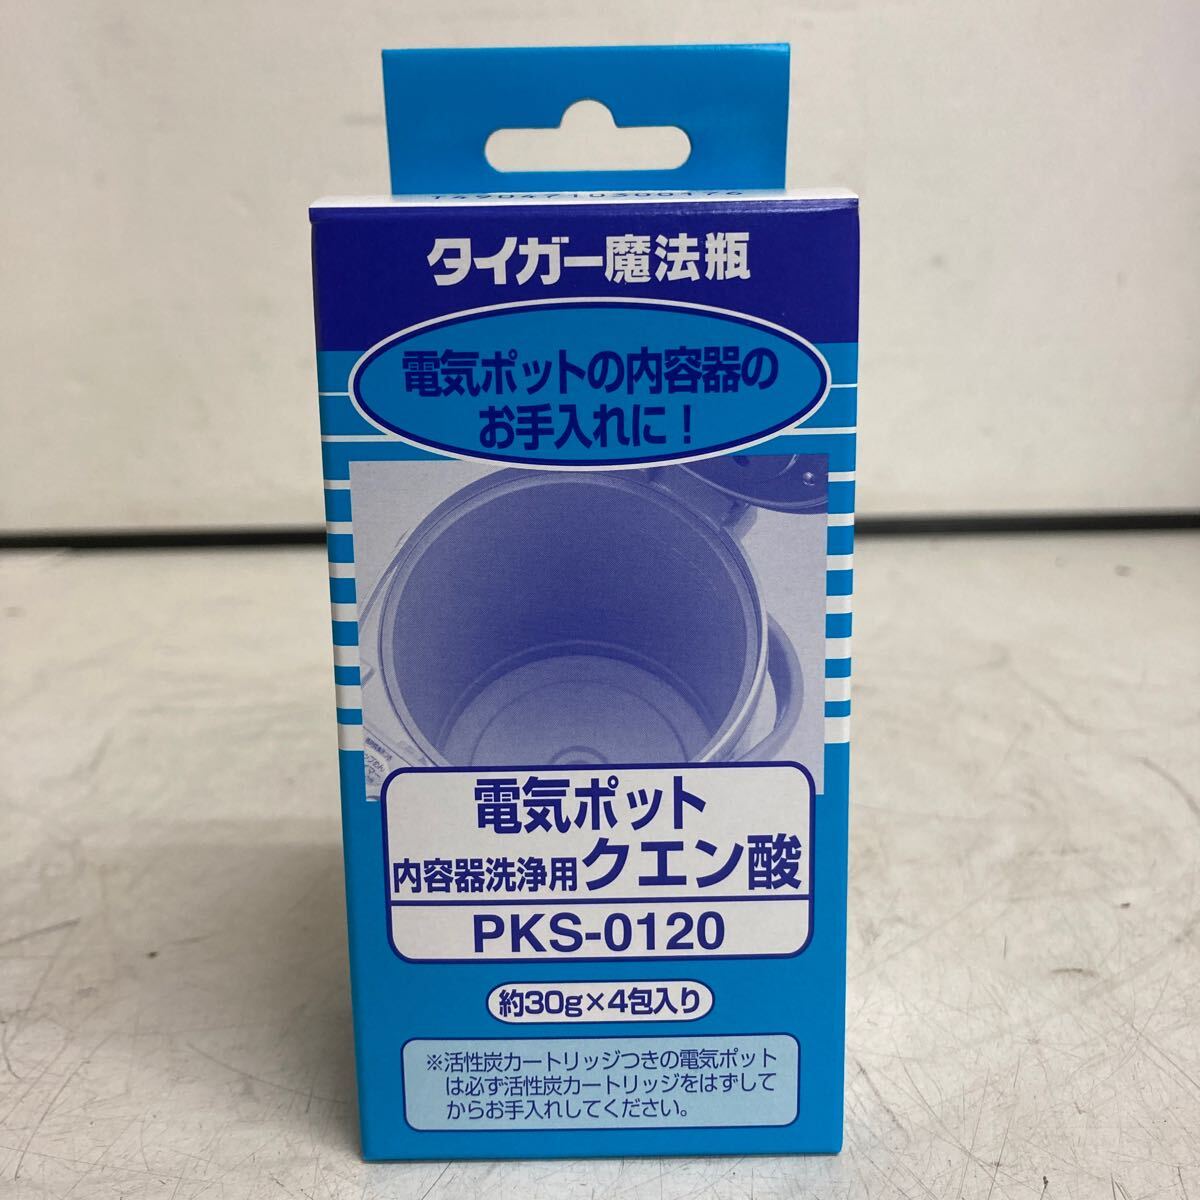 タイガー魔法瓶
電気ポットの内容器の
お手入れに!
電気ポット
内容器洗浄用クエン酸
PKS-0120
約30g×4包入り
※活性炭カートリッジつきの電気ポット
は必ず活性炭カートリッジをはずして
からお手入れしてください。